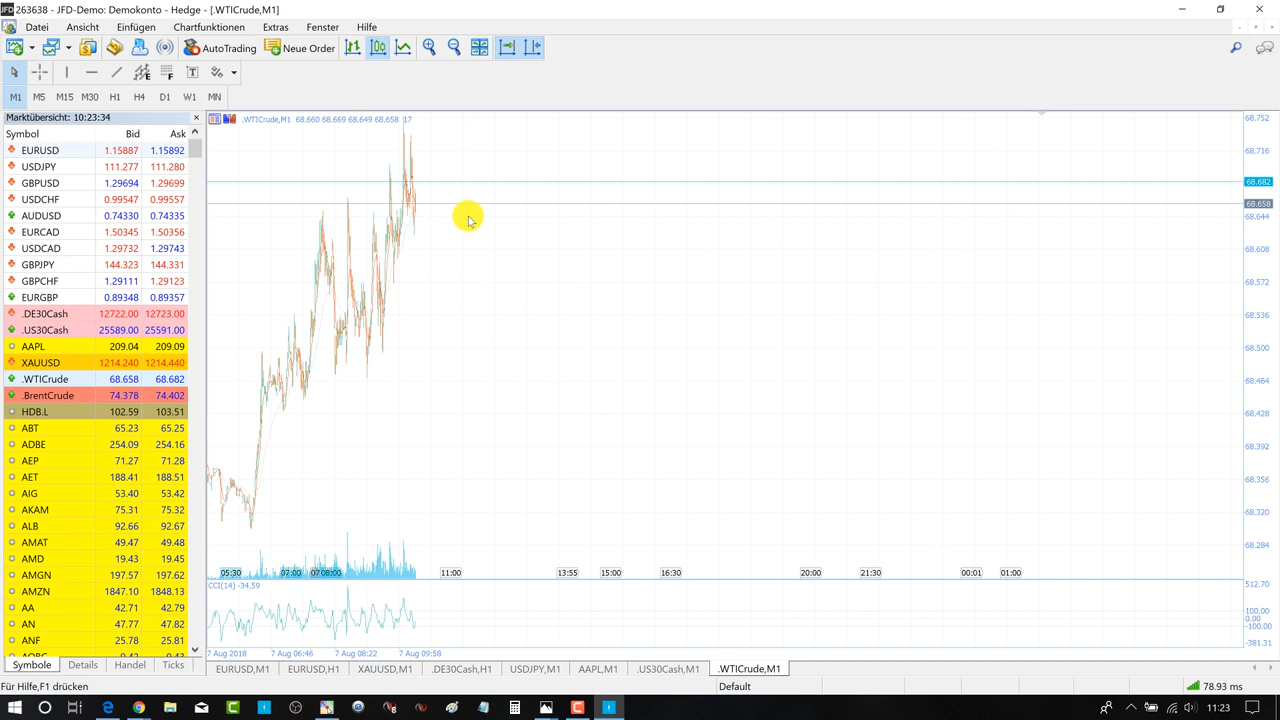 263638 - JFD-Demo: Demokonto - Hedge - [.WTICrude,M1]
Datei Ansicht Einfügen Chartfunktionen Extras Fenster Hilfe
AutoTrading Neue Order
M1 M5 M15 M30 H1 H4 D1 W1 MN
Marktübersicht: 10:23:34
Symbol Bid Ask
EURUSD 1.15887 1.15892
USDJPY 111.277 111.280
GBPUSD 1.29694 1.29699
USDCHF 0.99547 0.99557
AUDUSD 0.74330 0.74335
EURCAD 1.50345 1.50356
USDCAD 1.29732 1.29743
GBPJPY 144.323 144.331
GBPCHF 1.29111 1.29123
EURGBP 0.89348 0.89357
.DE30Cash 12722.00 12723.00
.US30Cash 25589.00 25591.00
AAPL 209.04 209.09
XAUUSD 1214.240 1214.440
.WTICrude 68.658 68.682
.BrentCrude 74.378 74.402
HDB.L 102.59 103.51
ABT 65.23 65.25
ADBE 254.09 254.16
AEP 71.27 71.28
AET 188.41 188.51
AIG 53.40 53.42
AKAM 75.31 75.32
ALB 92.66 92.67
AMAT 49.47 49.48
AMD 19.43 19.45
AMGN 197.57 197.62
AMZN 1847.10 1848.13
AA 42.71 42.79
AN 47.77 47.82
ANF 25.78 25.81
Symbole Details Handel Ticks
.WTICrude,M1 68.660 68.669 68.649 68.658 17
68.752
68.716
68.682
68.658
68.644
68.608
68.572
68.536
68.500
68.464
68.428
68.392
68.356
68.320
68.284
05:30 07:00 07 08:00 11:00 13:55 15:00 16:30 20:00 21:30 00:01 01:00
CCI(14) -34.59
512.70
100.00
0.00
-100.00
-381.31
7 Aug 2018 7 Aug 06:46 7 Aug 08:22 7 Aug 09:58
EURUSD,M1 EURUSD,H1 XAUUSD,M1 .DE30Cash,H1 USDJPY,M1 AAPL,M1 .US30Cash,M1 .WTICrude,M1
Für Hilfe,F1 drücken Default 78.93 ms
11:23